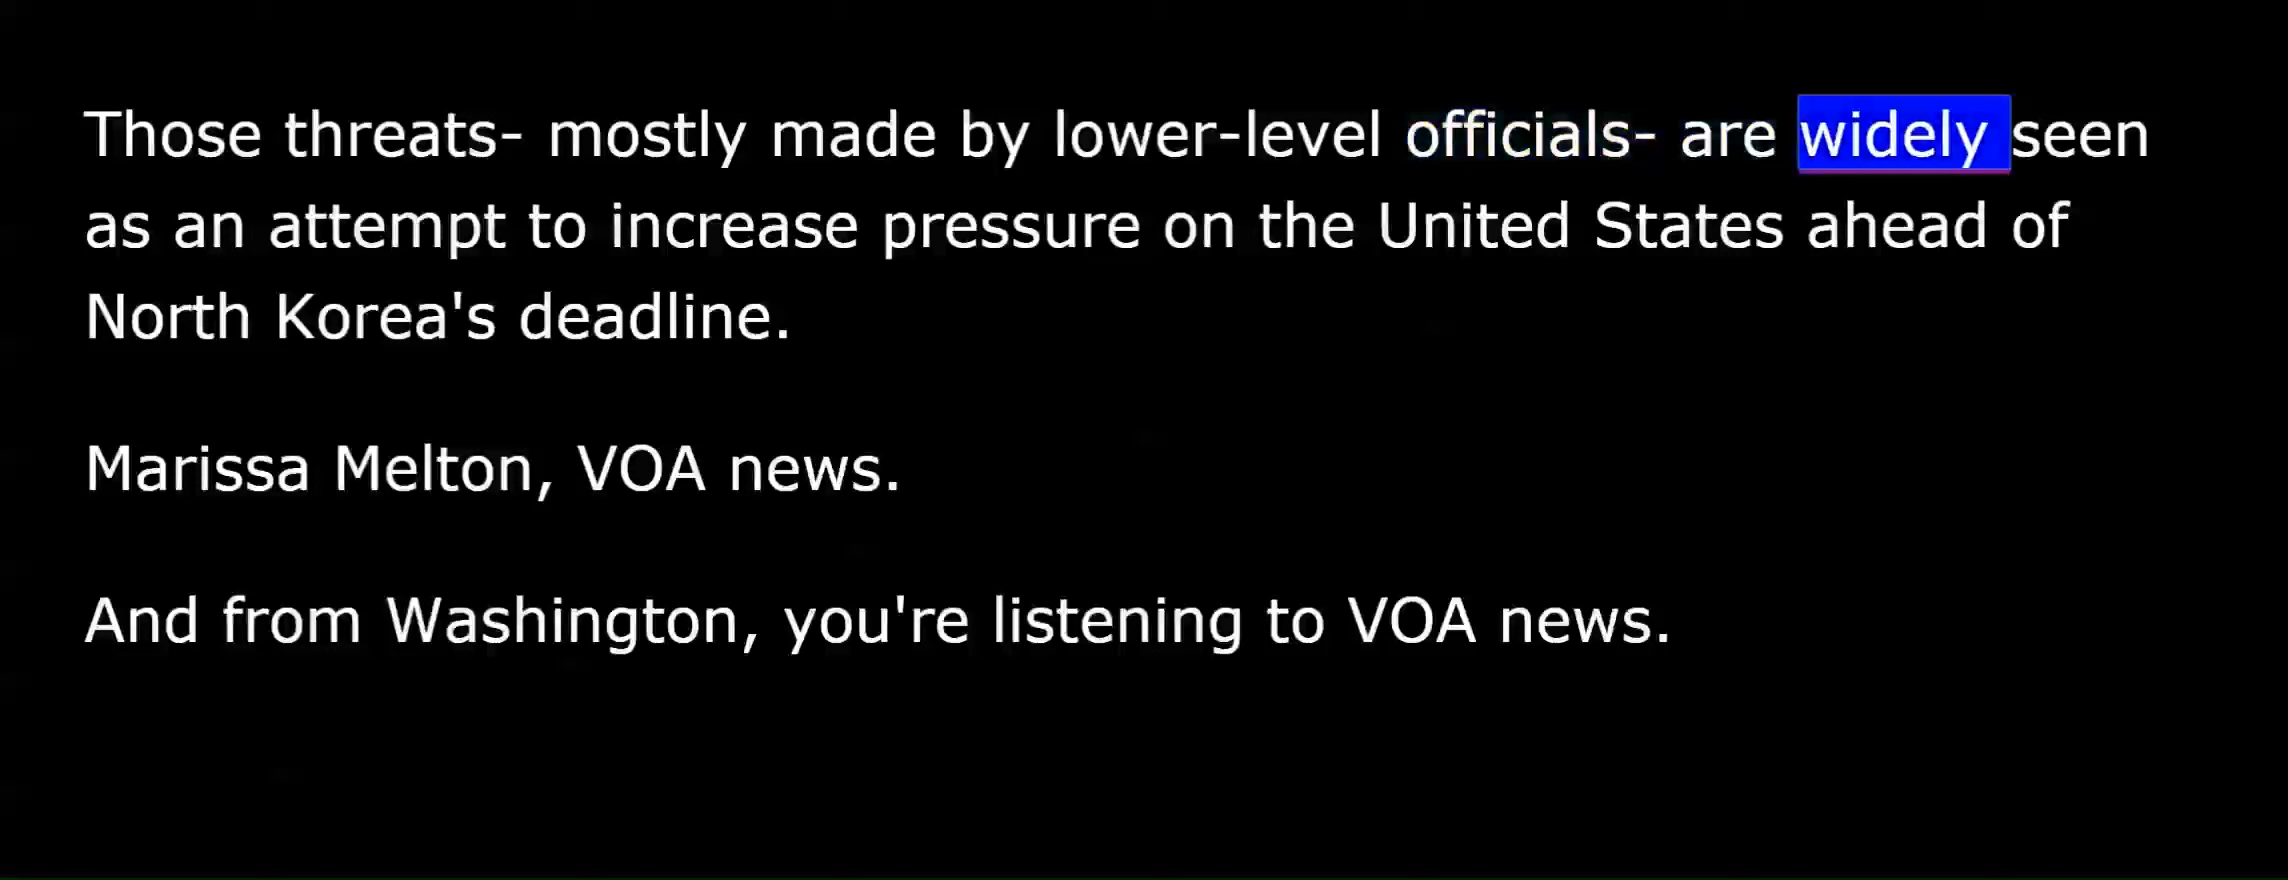 Those threats- mostly made by lower-level officials- are widely seen
as an attempt to increase pressure on the United States ahead of
North Korea's deadline.
Marissa Melton, VOA news.
And from Washington, you're listening to VOA news.